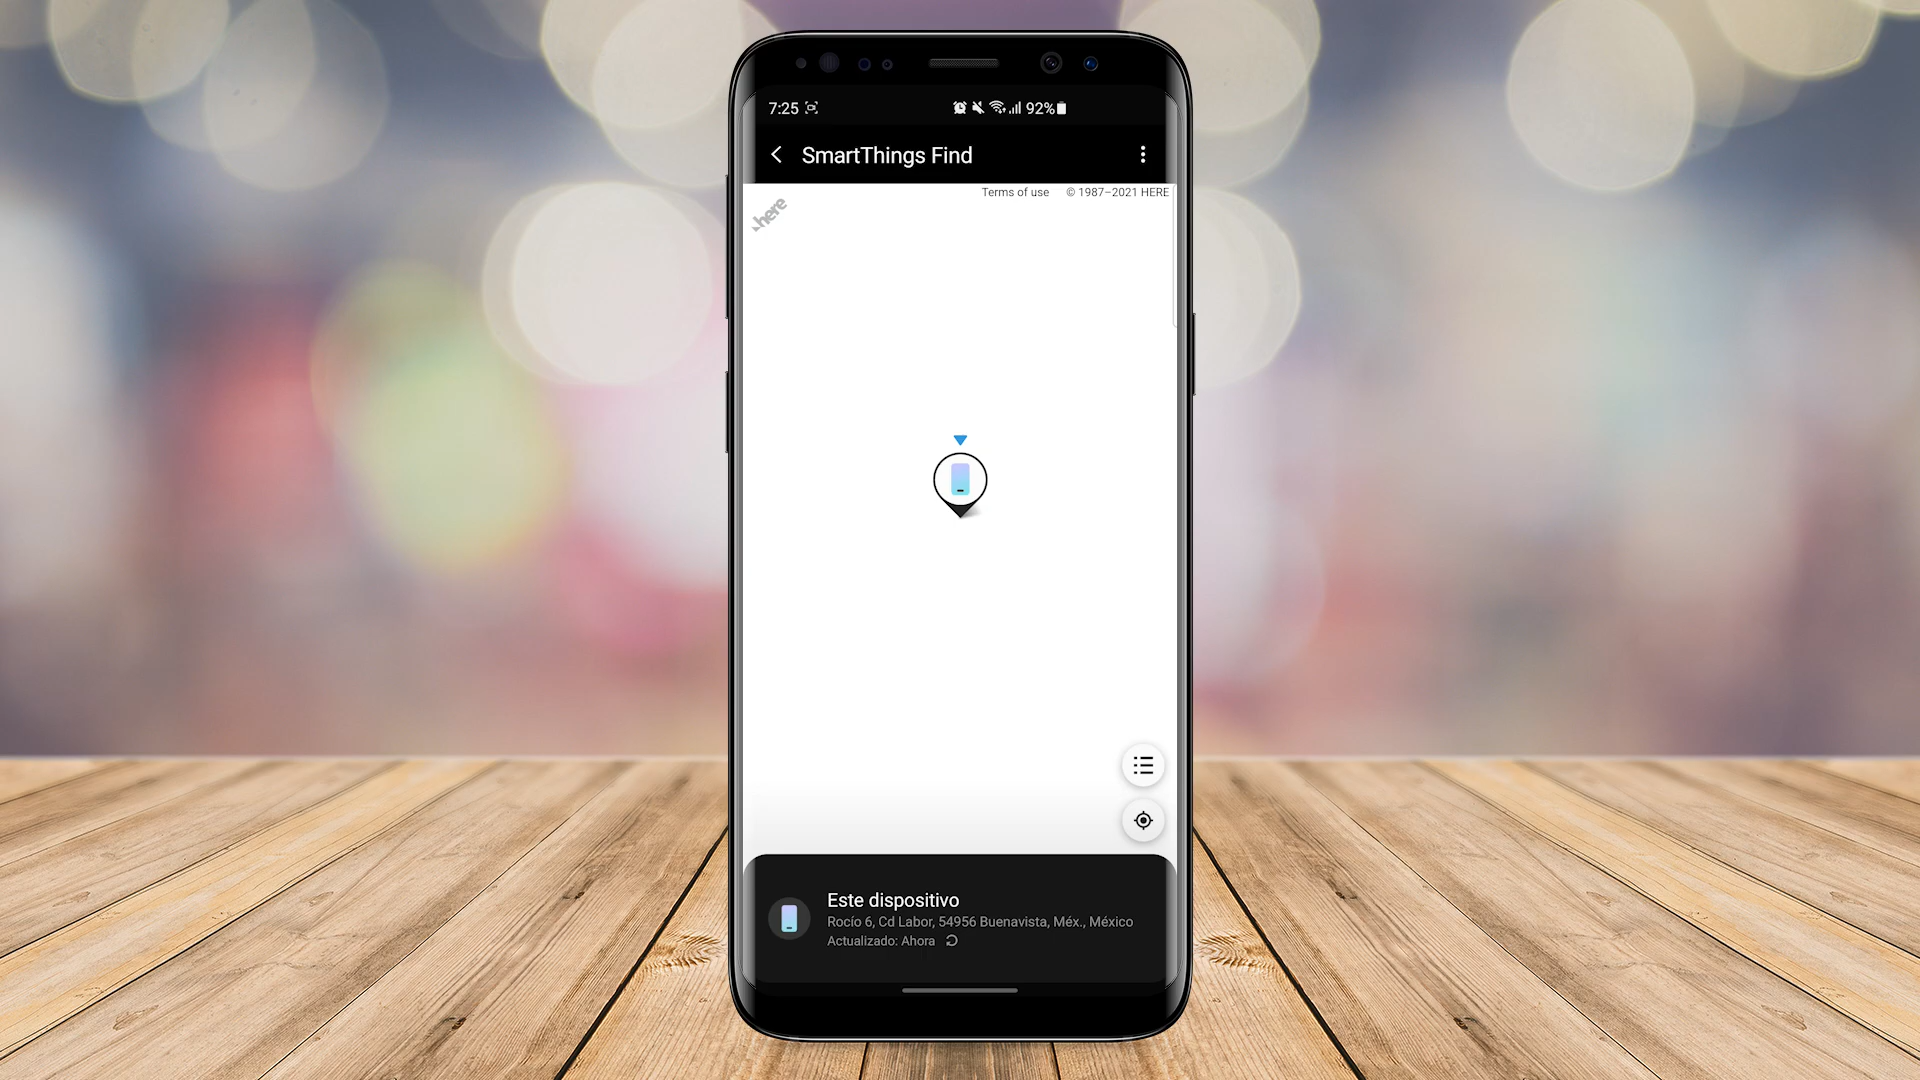 7:25 92%
SmartThings Find
Terms of use © 1987–2021 HERE
here
Este dispositivo
Rocío 6, Cd Labor, 54956 Buenavista, Méx., México
Actualizado: Ahora